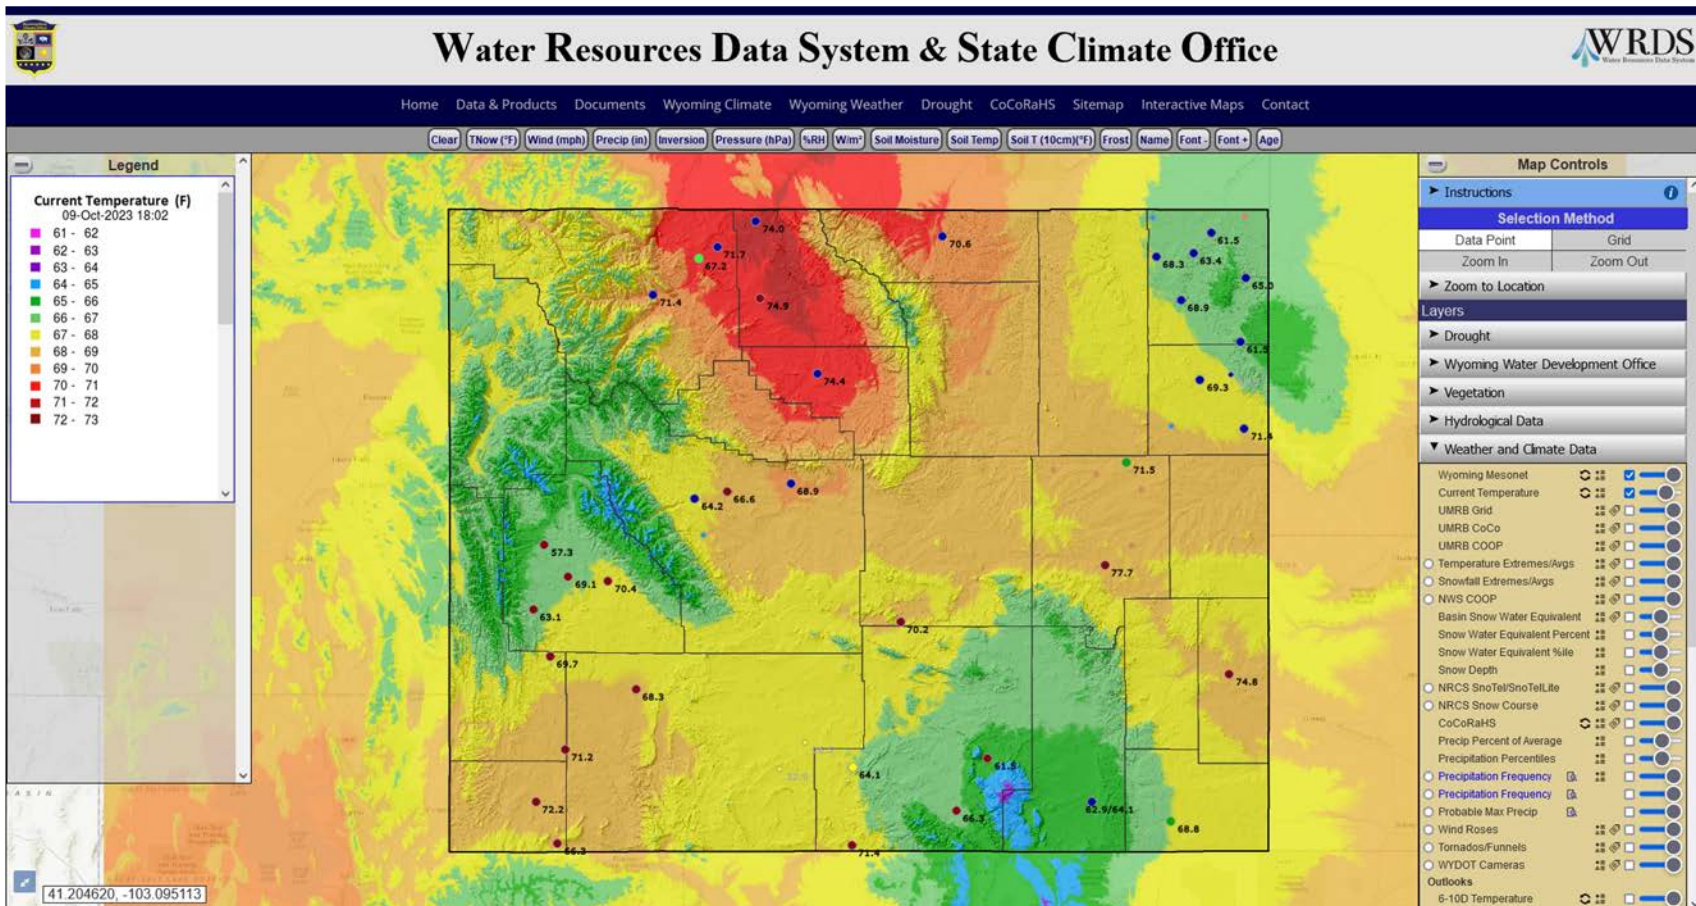 Water Resources Data System & State Climate Office
WRDS
Water Resources Data System
Home Data & Products Documents Wyoming Climate Wyoming Weather Drought CoCoRaHS Sitemap Interactive Maps Contact
Clear TNow (°F) Wind (mph) Precip (in) Inversion Pressure (hPa) %RH W/m² Soil Moisture Soil Temp Soil T (10cm)(°F) Frost Name Font - Font + Age
Legend
Current Temperature (F)
09-Oct-2023 18:02
61 - 62
62 - 63
63 - 64
64 - 65
65 - 66
66 - 67
67 - 68
68 - 69
69 - 70
70 - 71
71 - 72
72 - 73
74.0
70.6
61.5
71.7
67.2
68.3
63.4
65.0
71.4
74.9
68.9
61.5
74.4
69.3
71.4
71.5
68.9
66.6
64.2
57.3
77.7
69.1
70.4
63.1
70.2
69.7
74.8
68.3
71.2
64.1
61.5
72.2
66.3
62.9/64.1
68.8
71.4
BASIN
41.204620, -103.095113
Map Controls
Instructions
Selection Method
Data Point Grid
Zoom In Zoom Out
Zoom to Location
Layers
Drought
Wyoming Water Development Office
Vegetation
Hydrological Data
Weather and Climate Data
Wyoming Mesonet
Current Temperature
UMRB Grid
UMRB CoCo
UMRB COOP
Temperature Extremes/Avgs
Snowfall Extremes/Avgs
NWS COOP
Basin Snow Water Equivalent
Snow Water Equivalent Percent
Snow Water Equivalent %ile
Snow Depth
NRCS SnoTel/SnoTelLite
NRCS Snow Course
CoCoRaHS
Precip Percent of Average
Precipitation Percentiles
Precipitation Frequency
Precipitation Frequency
Probable Max Precip
Wind Roses
Tornados/Funnels
WYDOT Cameras
Outlooks
6-10D Temperature